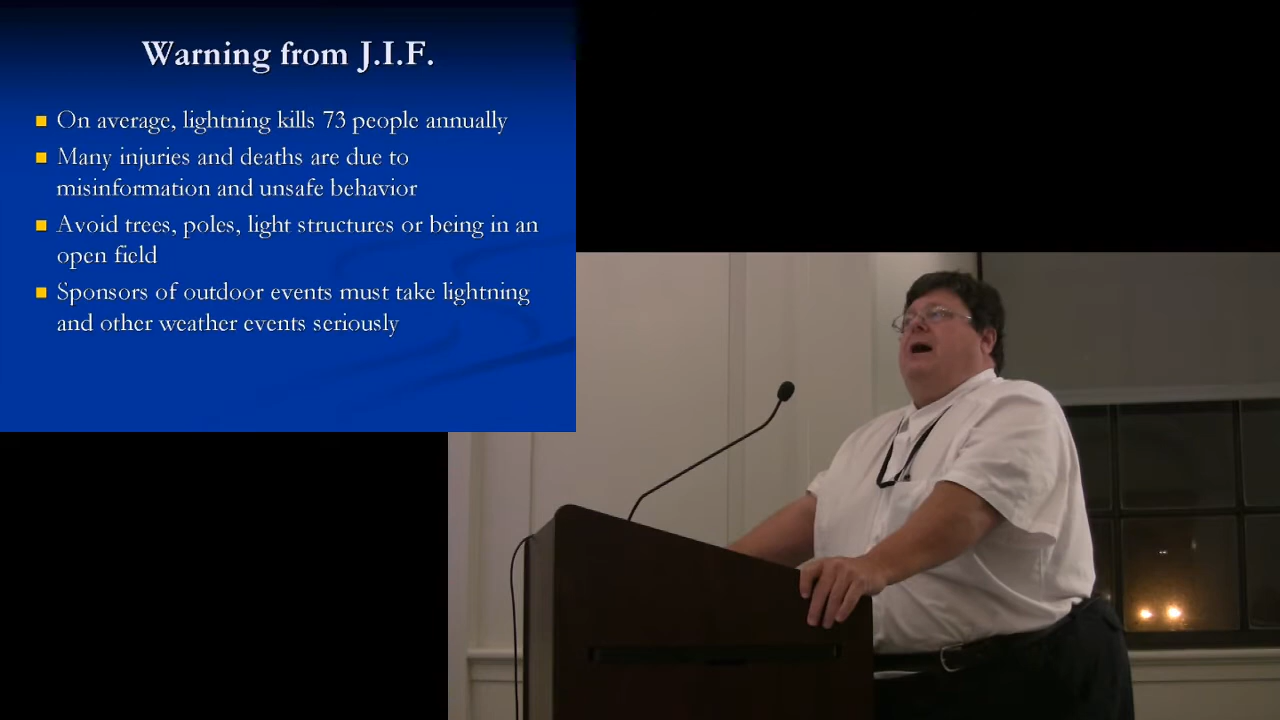 Warning from J.I.F.
On average, lightning kills 73 people annually
Many injuries and deaths are due to
misinformation and unsafe behavior
Avoid trees, poles, light structures or being in an
open field
Sponsors of outdoor events must take lightning
and other weather events seriously